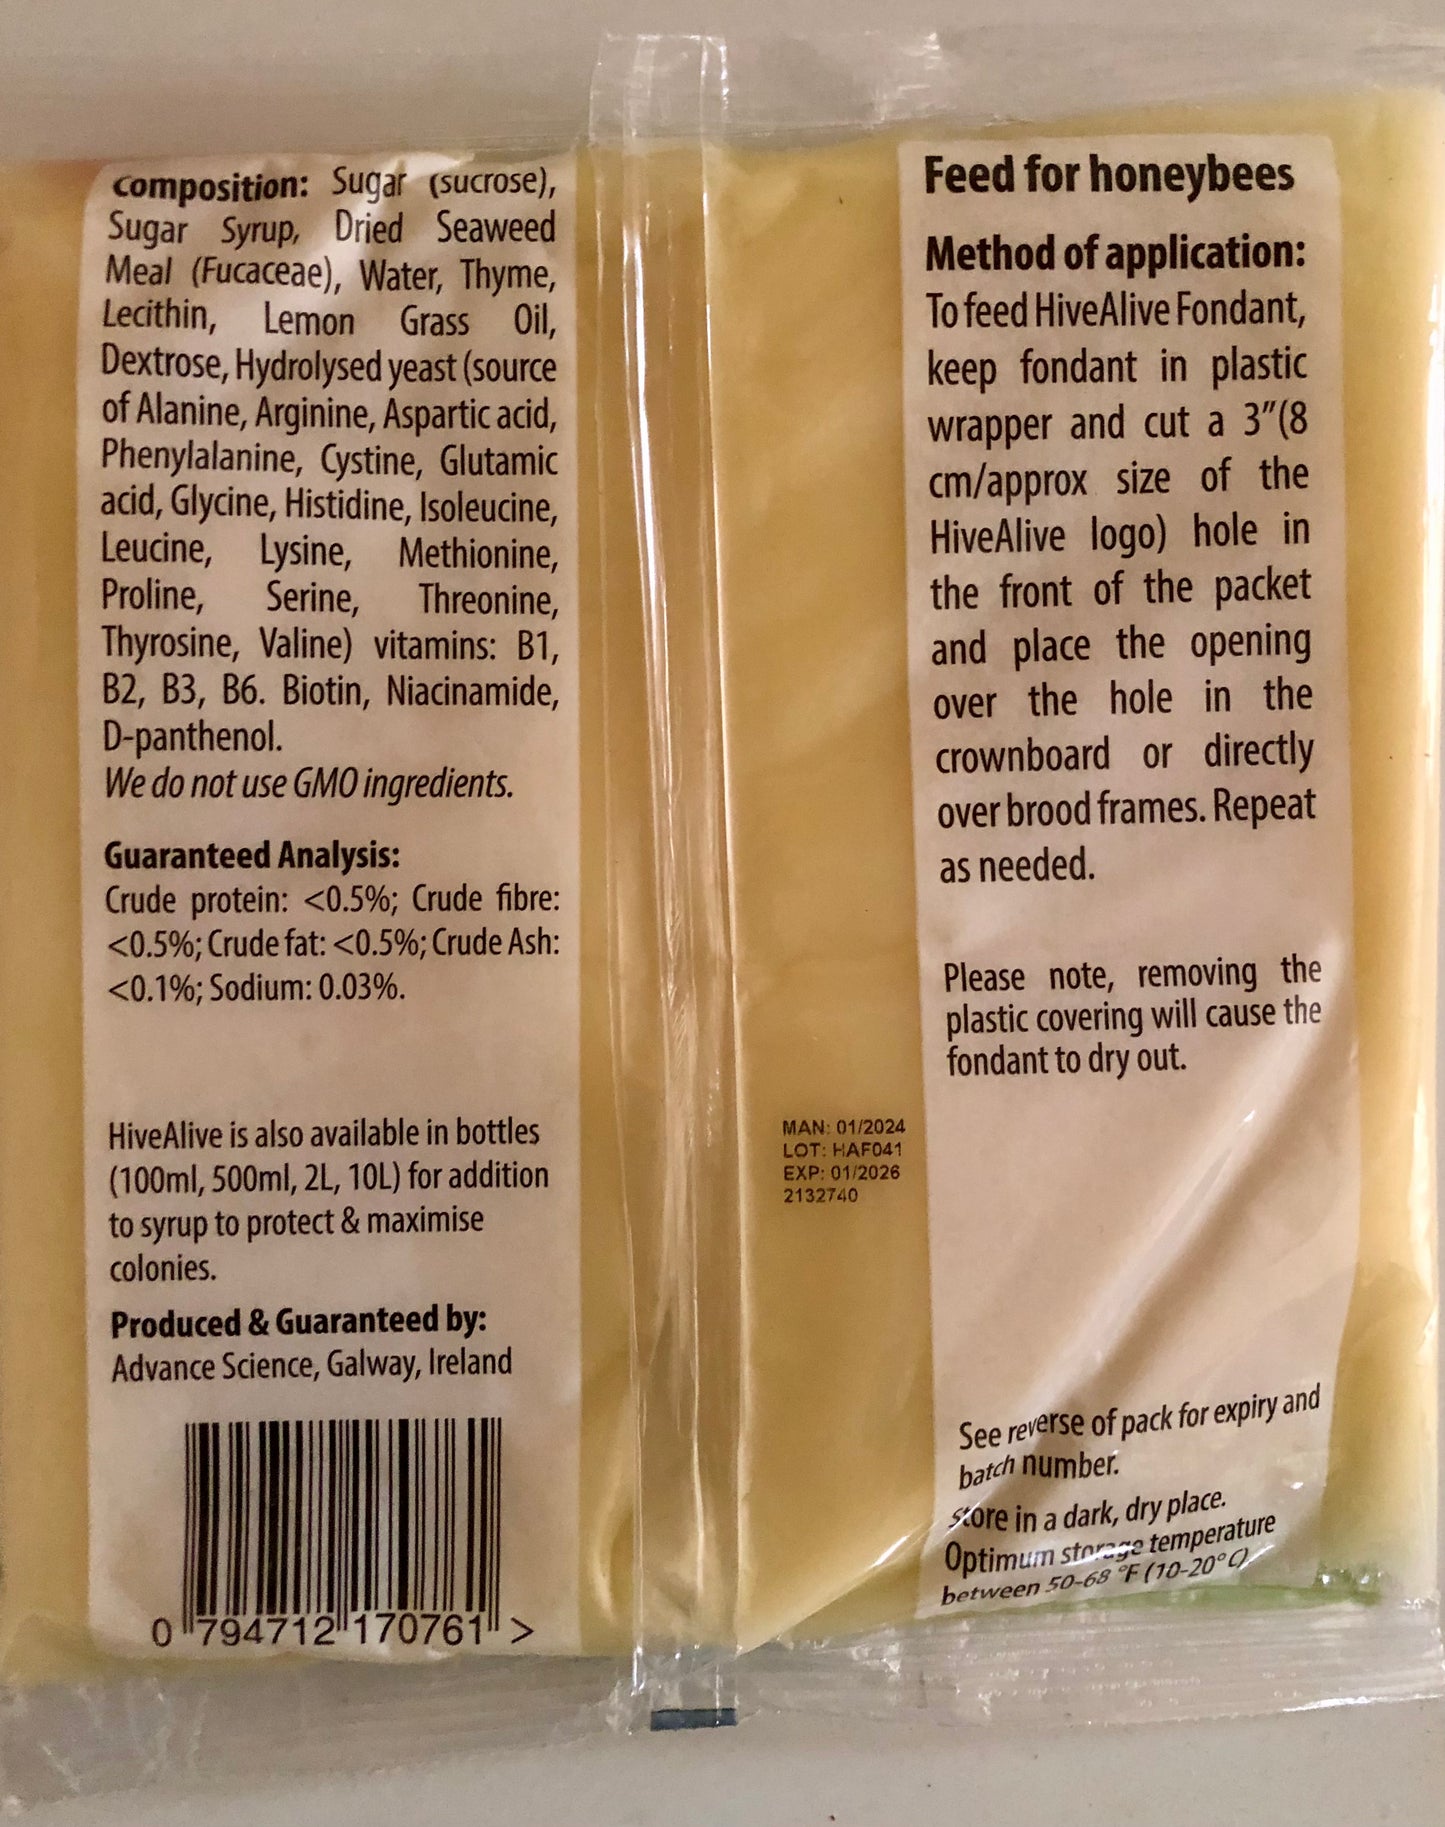 Composition: Sugar (sucrose),
Sugar Syrup, Dried Seaweed
Meal (Fucaceae), Water, Thyme,
Lecithin, Lemon Grass Oil,
Dextrose, Hydrolysed yeast (source
of Alanine, Arginine, Aspartic acid,
Phenylalanine, Cystine, Glutamic
acid, Glycine, Histidine, Isoleucine,
Leucine, Lysine, Methionine,
Proline, Serine, Threonine,
Thyrosine, Valine) vitamins: B1,
B2, B3, B6. Biotin, Niacinamide,
D-panthenol.
We do not use GMO ingredients.
Guaranteed Analysis:
Crude protein: <0.5%; Crude fibre:
<0.5%; Crude fat: <0.5%; Crude Ash:
<0.1%; Sodium: 0.03%.
HiveAlive is also available in bottles
(100ml, 500ml, 2L, 10L) for addition
to syrup to protect & maximise
colonies.
Produced & Guaranteed by:
Advance Science, Galway, Ireland
0 794712 170761 >
MAN: 01/2024
LOT: HAF041
EXP: 01/2026
2132740
Feed for honeybees
Method of application:
To feed HiveAlive Fondant,
keep fondant in plastic
wrapper and cut a 3"(8
cm/approx size of the
HiveAlive logo) hole in
the front of the packet
and place the opening
over the hole in the
crownboard or directly
over brood frames. Repeat
as needed.
Please note, removing the
plastic covering will cause the
fondant to dry out.
See reverse of pack for expiry and
batch number.
Store in a dark, dry place.
Optimum storage temperature
between 50-68 °F (10-20°C)